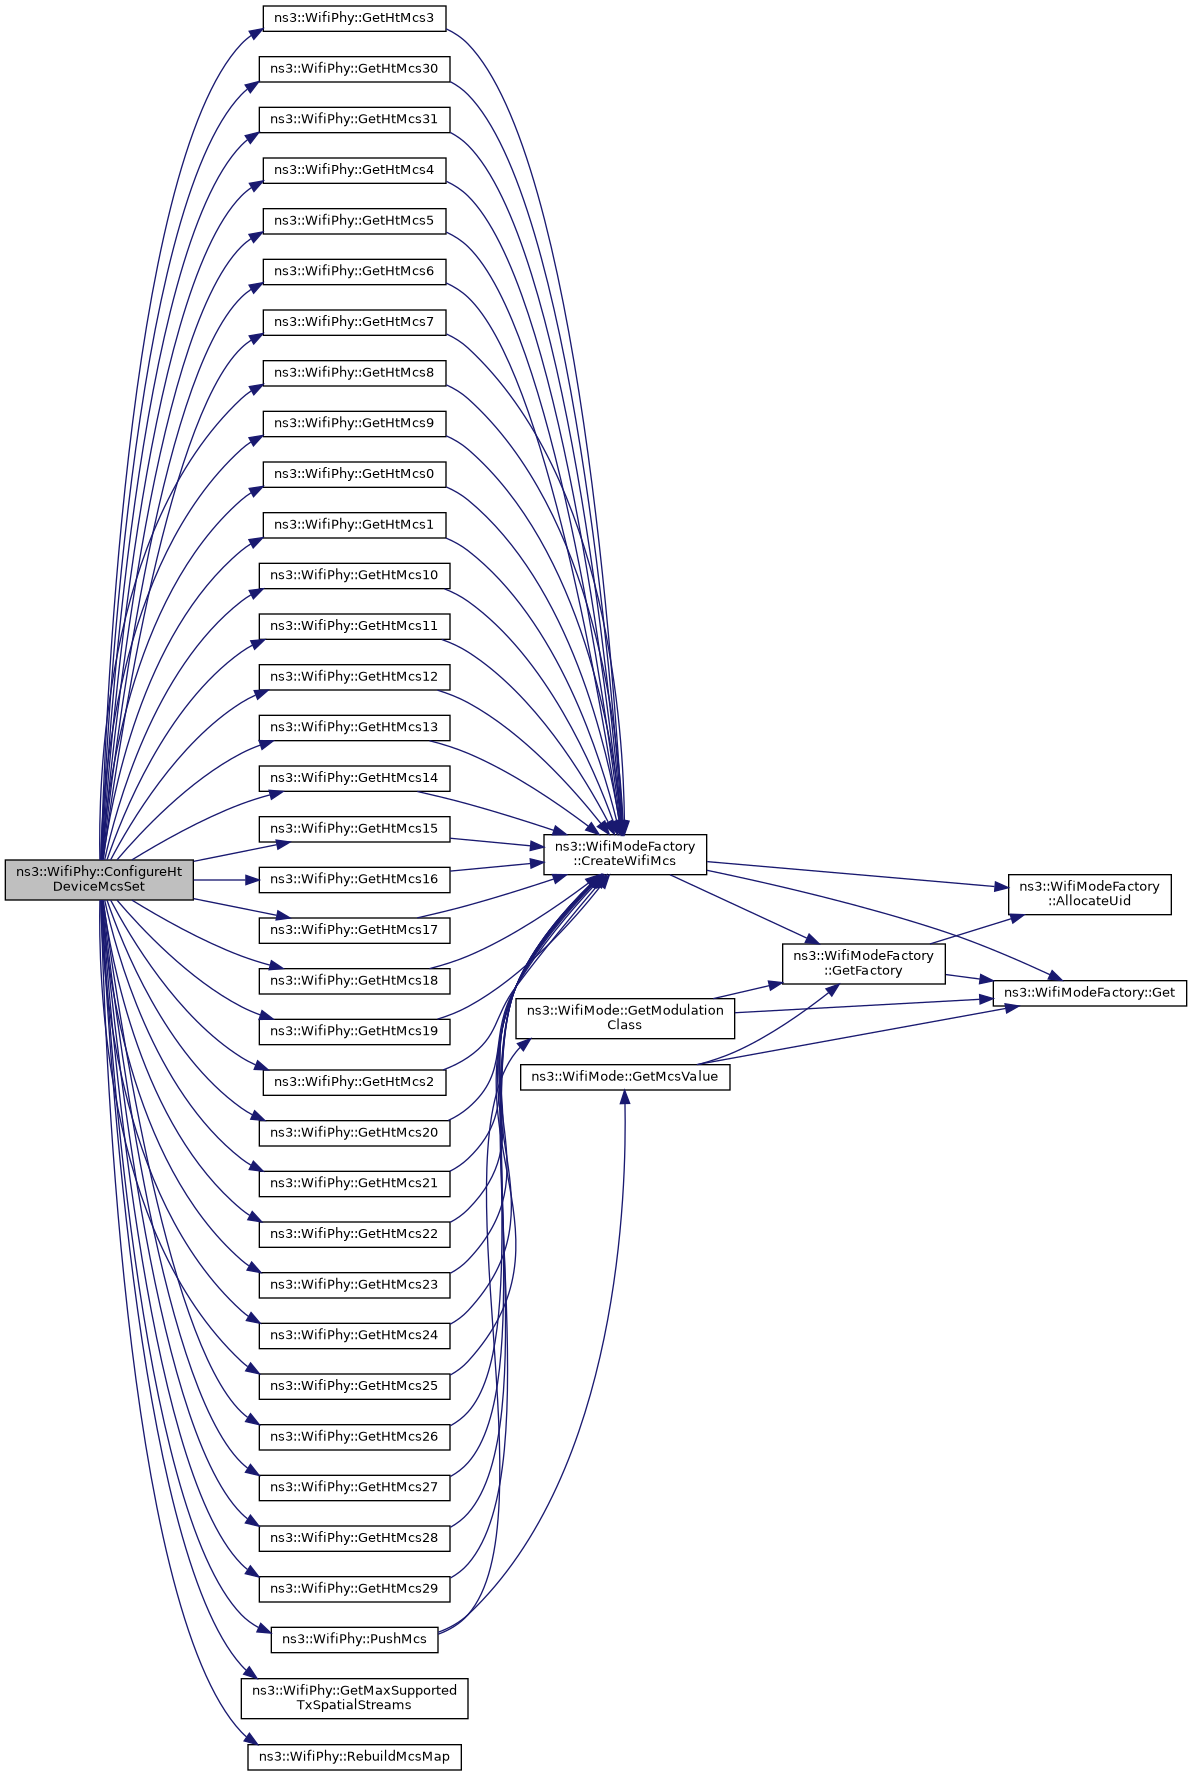 ns3::WifiPhy::GetHtMcs3
ns3::WifiPhy::GetHtMcs30
ns3::WifiPhy::GetHtMcs31
ns3::WifiPhy::GetHtMcs4
ns3::WifiPhy::GetHtMcs5
ns3::WifiPhy::GetHtMcs6
ns3::WifiPhy::GetHtMcs7
ns3::WifiPhy::GetHtMcs8
ns3::WifiPhy::GetHtMcs9
ns3::WifiPhy::GetHtMcs0
ns3::WifiPhy::GetHtMcs1
ns3::WifiPhy::GetHtMcs10
ns3::WifiPhy::GetHtMcs11
ns3::WifiPhy::GetHtMcs12
ns3::WifiPhy::GetHtMcs13
ns3::WifiPhy::GetHtMcs14
ns3::WifiPhy::GetHtMcs15
ns3::WifiPhy::ConfigureHt
DeviceMcsSet
ns3::WifiPhy::GetHtMcs16
ns3::WifiPhy::GetHtMcs17
ns3::WifiPhy::GetHtMcs18
ns3::WifiPhy::GetHtMcs19
ns3::WifiPhy::GetHtMcs2
ns3::WifiPhy::GetHtMcs20
ns3::WifiPhy::GetHtMcs21
ns3::WifiPhy::GetHtMcs22
ns3::WifiPhy::GetHtMcs23
ns3::WifiPhy::GetHtMcs24
ns3::WifiPhy::GetHtMcs25
ns3::WifiPhy::GetHtMcs26
ns3::WifiPhy::GetHtMcs27
ns3::WifiPhy::GetHtMcs28
ns3::WifiPhy::GetHtMcs29
ns3::WifiPhy::PushMcs
ns3::WifiPhy::GetMaxSupported
TxSpatialStreams
ns3::WifiPhy::RebuildMcsMap
ns3::WifiModeFactory
::CreateWifiMcs
ns3::WifiMode::GetModulation
Class
ns3::WifiMode::GetMcsValue
ns3::WifiModeFactory
::GetFactory
ns3::WifiModeFactory
::AllocateUid
ns3::WifiModeFactory::Get